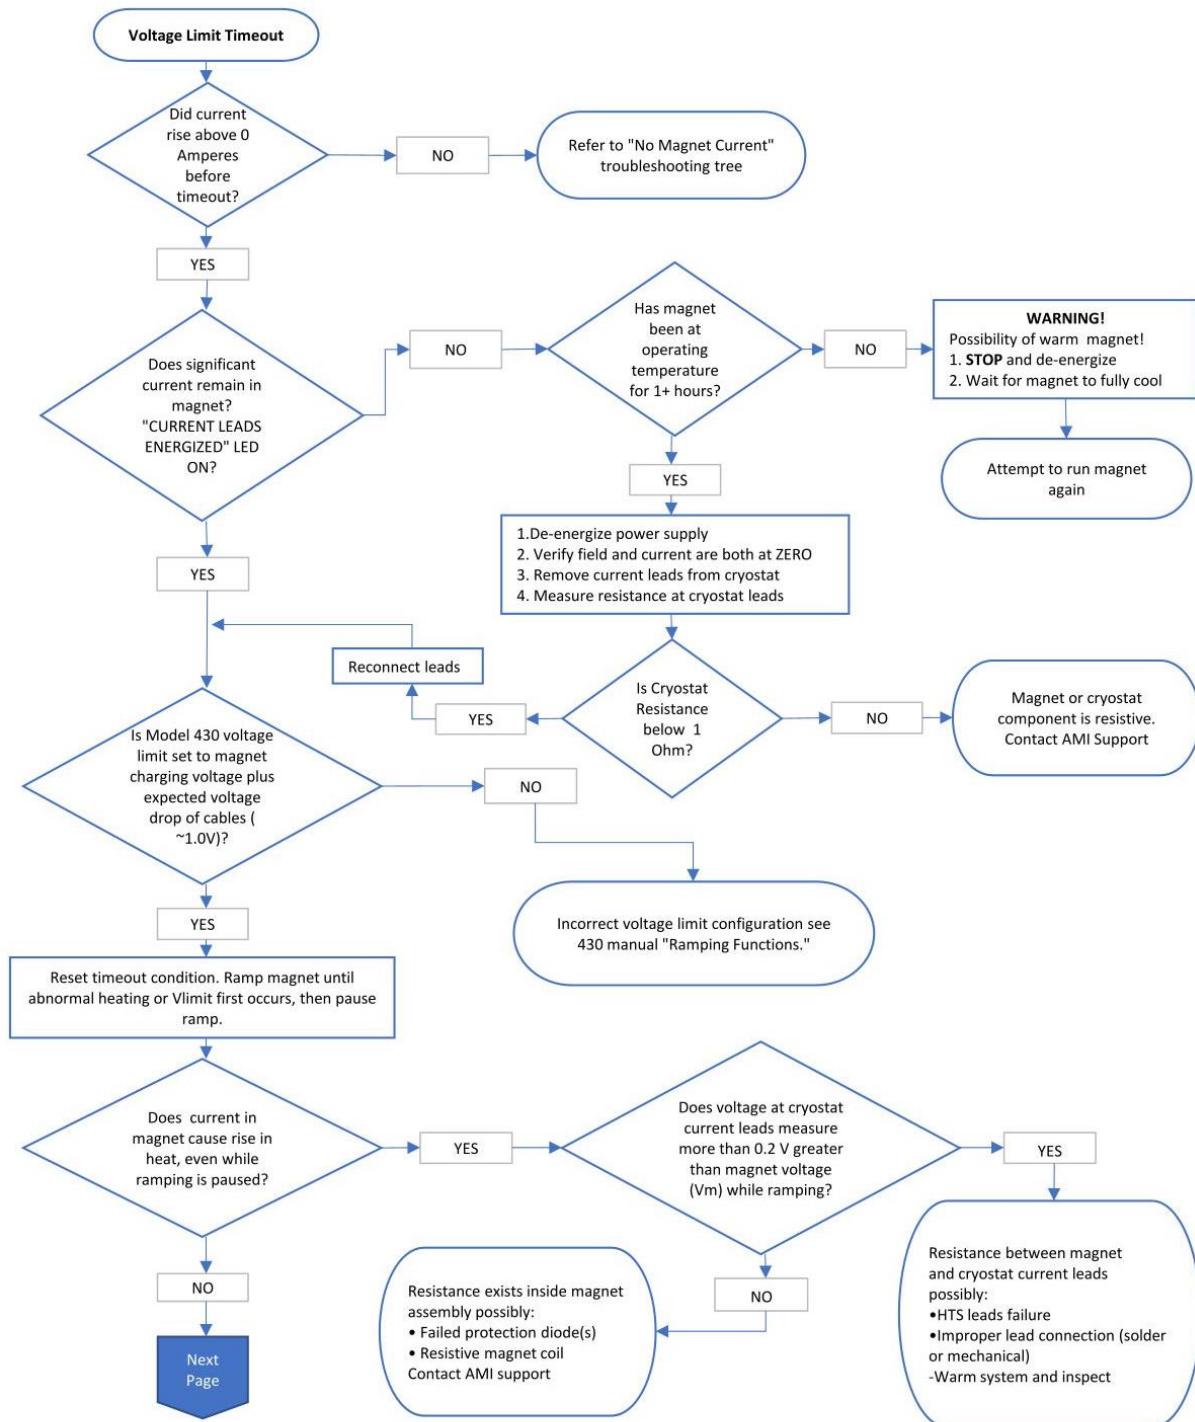 Voltage Limit Timeout
Did current
rise above 0
Amperes
before
timeout?
NO
Refer to "No Magnet Current"
troubleshooting tree
YES
Does significant
current remain in
magnet?
"CURRENT LEADS
ENERGIZED" LED
ON?
NO
Has magnet
been at
operating
temperature
for 1+ hours?
NO
WARNING!
Possibility of warm magnet!
1. STOP and de-energize
2. Wait for magnet to fully cool
Attempt to run magnet
again
YES
1.De-energize power supply
2. Verify field and current are both at ZERO
3. Remove current leads from cryostat
4. Measure resistance at cryostat leads
YES
Reconnect leads
YES
Is Cryostat
Resistance
below 1
Ohm?
NO
Magnet or cryostat
component is resistive.
Contact AMI Support
Is Model 430 voltage
limit set to magnet
charging voltage plus
expected voltage
drop of cables (
~1.0V)?
NO
Incorrect voltage limit configuration see
430 manual "Ramping Functions."
YES
Reset timeout condition. Ramp magnet until
abnormal heating or Vlimit first occurs, then pause
ramp.
Does current in
magnet cause rise in
heat, even while
ramping is paused?
YES
Does voltage at cryostat
current leads measure
more than 0.2 V greater
than magnet voltage
(Vm) while ramping?
YES
Resistance between magnet
and cryostat current leads
possibly:
•HTS leads failure
•Improper lead connection (solder
or mechanical)
-Warm system and inspect
NO
Resistance exists inside magnet
assembly possibly:
• Failed protection diode(s)
• Resistive magnet coil
Contact AMI support
NO
Next
Page